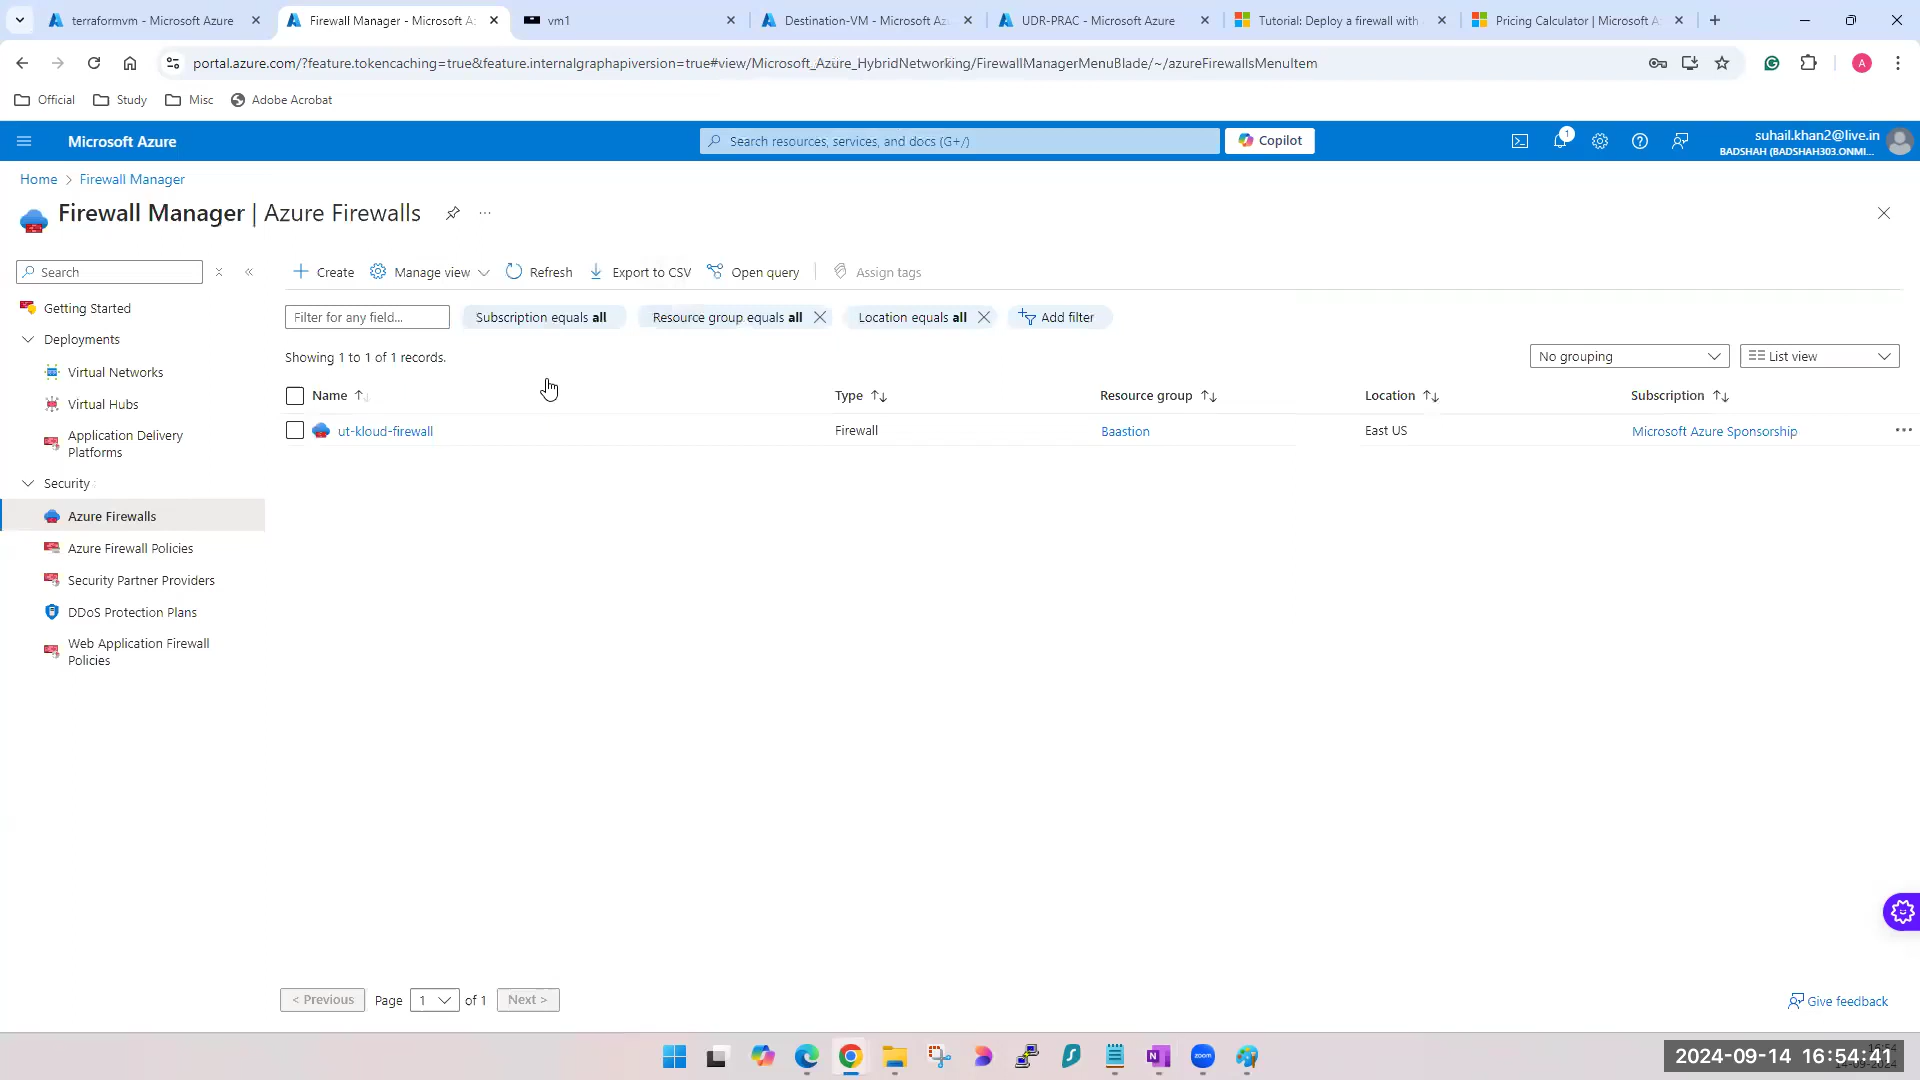 terraformvm - Microsoft Azure
Firewall Manager - Microsoft A
vm1
Destination-VM - Microsoft Az
UDR-PRAC - Microsoft Azure
Tutorial: Deploy a firewall with
Pricing Calculator | Microsoft A
portal.azure.com/?feature.tokencaching=true&feature.internalgraphapiversion=true#view/Microsoft_Azure_HybridNetworking/FirewallManagerMenuBlade/~/azureFirewallsMenuItem
A
Official
Study
Misc
Adobe Acrobat
Microsoft Azure
Search resources, services, and docs (G+/)
Copilot
1
suhail.khan2@live.in
BADSHAH (BADSHAH303.ONMI...
Home > Firewall Manager
Firewall Manager | Azure Firewalls
Search
Create
Manage view
Refresh
Export to CSV
Open query
Assign tags
Getting Started
Deployments
Virtual Networks
Virtual Hubs
Application Delivery
Platforms
Security
Azure Firewalls
Azure Firewall Policies
Security Partner Providers
DDoS Protection Plans
Web Application Firewall
Policies
Filter for any field...
Subscription equals all
Resource group equals all
Location equals all
Add filter
Showing 1 to 1 of 1 records.
No grouping
List view
Name
Type
Resource group
Location
Subscription
ut-kloud-firewall
Firewall
Baastion
East US
Microsoft Azure Sponsorship
< Previous
Page
1
of 1
Next >
Give feedback
zoom
2024-09-14 16:54:41